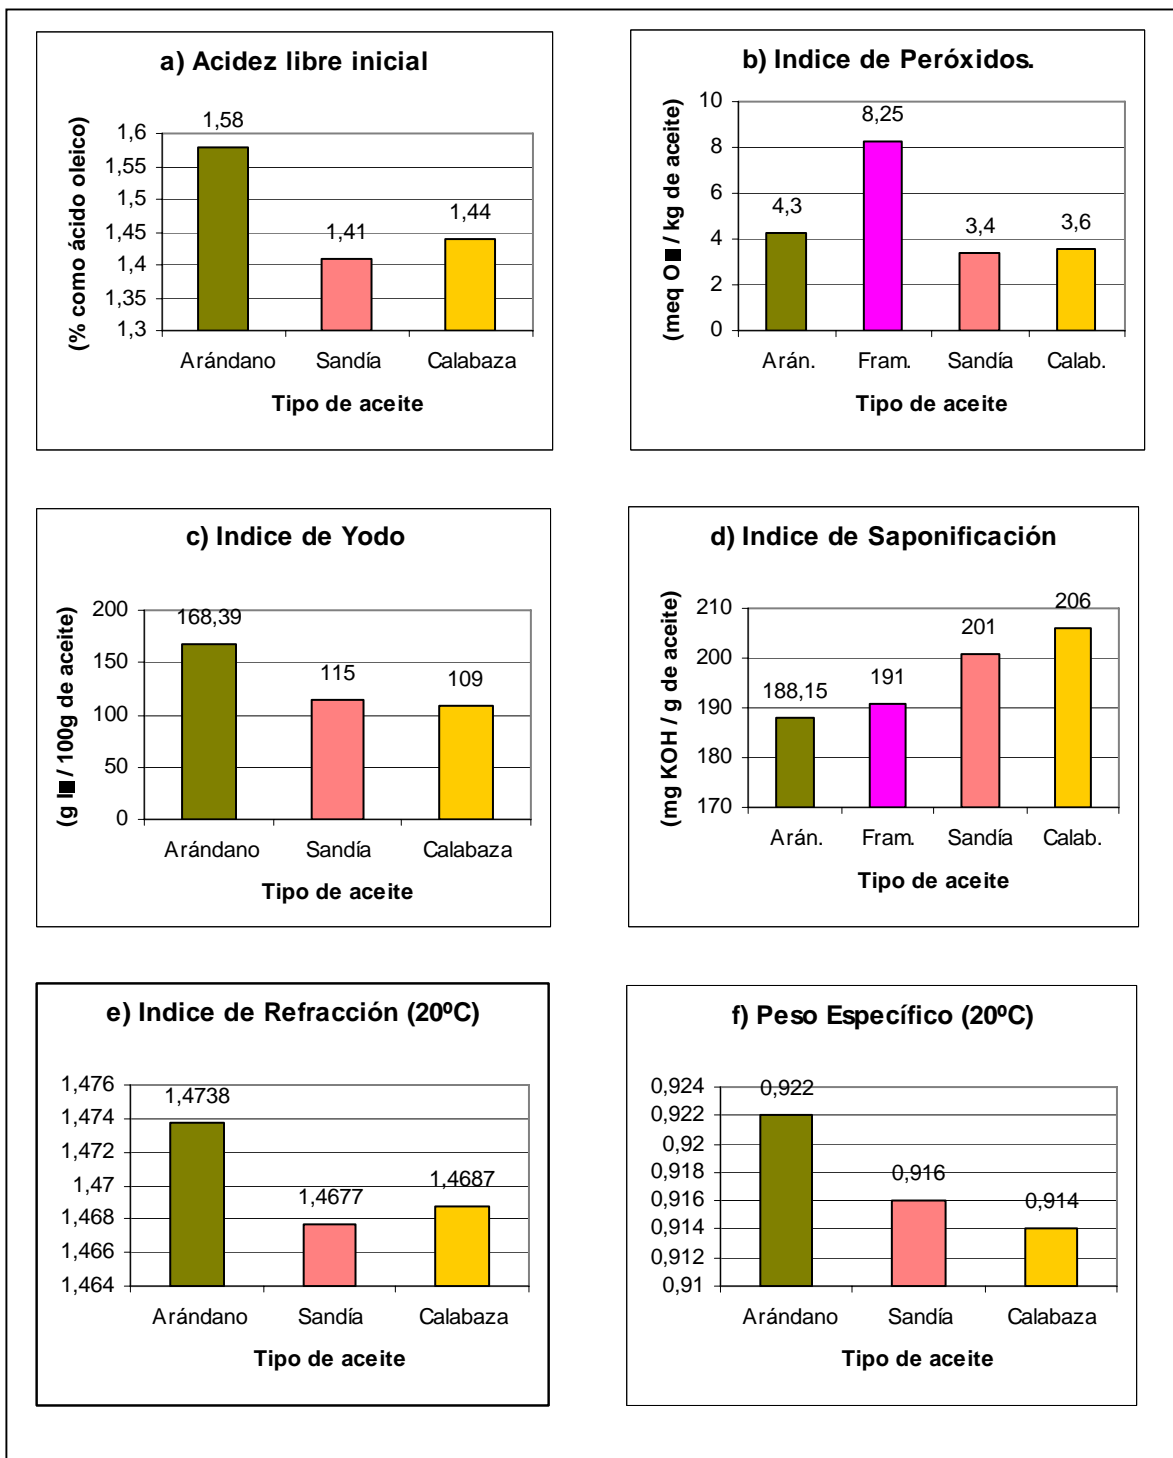 a) Acidez libre inicial
(% como ácido oleico)
1,6
1,55
1,5
1,45
1,4
1,35
1,3
1,58
1,41
1,44
Arándano Sandía Calabaza
Tipo de aceite
b) Indice de Peróxidos.
(meq O■ / kg de aceite)
10
8
6
4
2
0
4,3
8,25
3,4
3,6
Arán. Fram. Sandía Calab.
Tipo de aceite
c) Indice de Yodo
(g I■ / 100g de aceite)
200
150
100
50
0
168,39
115
109
Arándano Sandía Calabaza
Tipo de aceite
d) Indice de Saponificación
(mg KOH / g de aceite)
210
200
190
180
170
188,15
191
201
206
Arán. Fram. Sandía Calab.
Tipo de aceite
e) Indice de Refracción (20ºC)
1,476
1,474
1,472
1,47
1,468
1,466
1,464
1,4738
1,4677
1,4687
Arándano Sandía Calabaza
Tipo de aceite
f) Peso Específico (20ºC)
0,924
0,922
0,92
0,918
0,916
0,914
0,912
0,91
0,922
0,916
0,914
Arándano Sandía Calabaza
Tipo de aceite